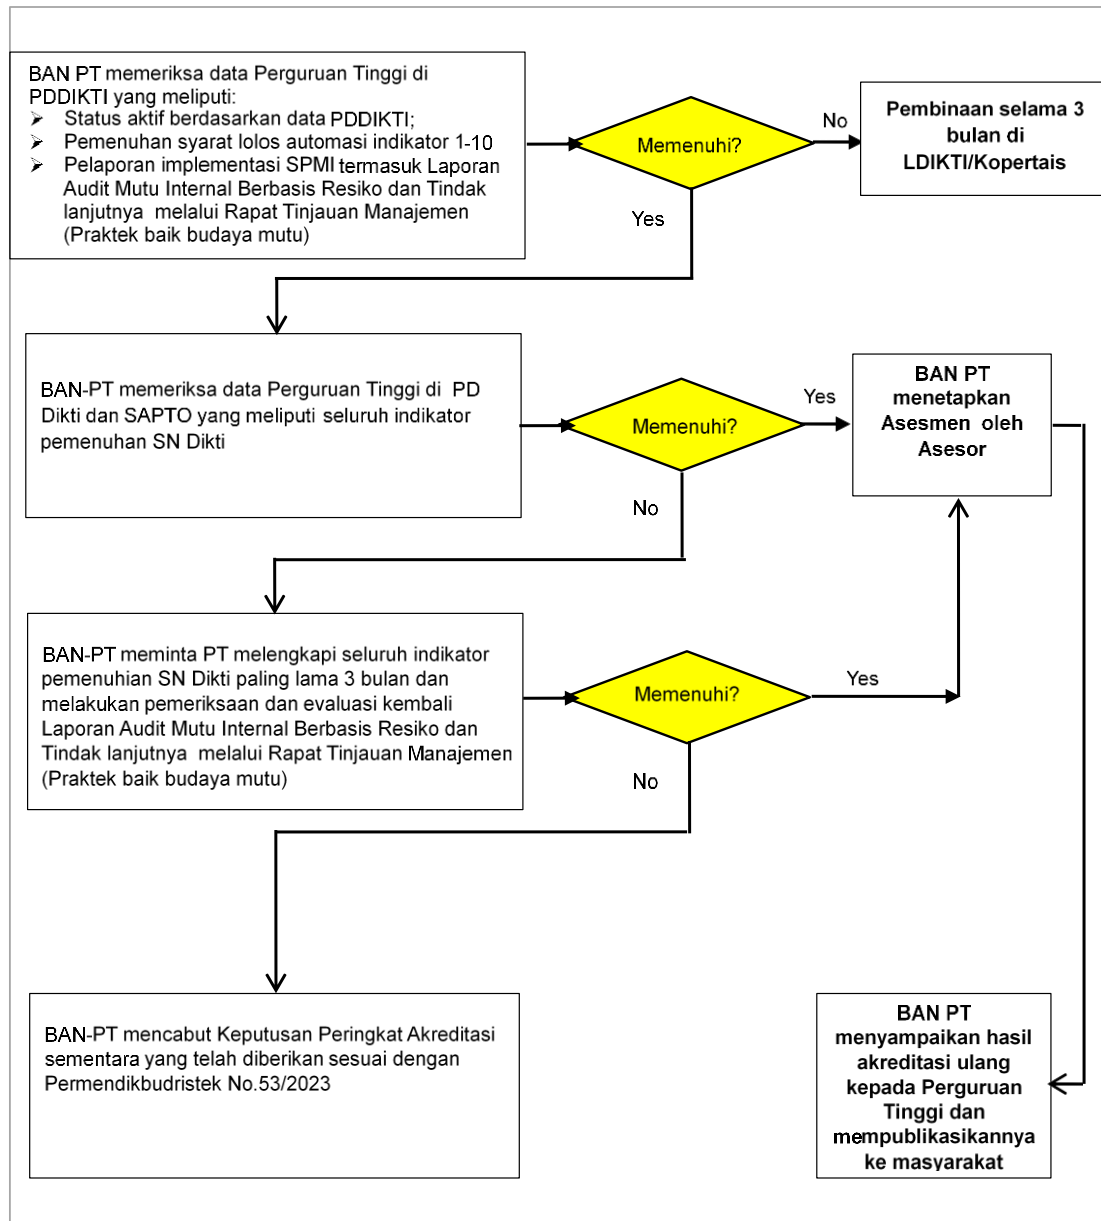 BAN PT memeriksa data Perguruan Tinggi di
PDDIKTI yang meliputi:
➢ Status aktif berdasarkan data PDDIKTI;
➢ Pemenuhan syarat lolos automasi indikator 1-10
➢ Pelaporan implementasi SPMI termasuk Laporan
Audit Mutu Internal Berbasis Resiko dan Tindak
lanjutnya melalui Rapat Tinjauan Manajemen
(Praktek baik budaya mutu)
Memenuhi?
No
Pembinaan selama 3
bulan di
LDIKTI/Kopertais
Yes
BAN-PT memeriksa data Perguruan Tinggi di PD
Dikti dan SAPTO yang meliputi seluruh indikator
pemenuhan SN Dikti
Memenuhi?
Yes
BAN PT
menetapkan
Asesmen oleh
Asesor
No
BAN-PT meminta PT melengkapi seluruh indikator
pemenuhian SN Dikti paling lama 3 bulan dan
melakukan pemeriksaan dan evaluasi kembali
Laporan Audit Mutu Internal Berbasis Resiko dan
Tindak lanjutnya melalui Rapat Tinjauan Manajemen
(Praktek baik budaya mutu)
Memenuhi?
Yes
No
BAN-PT mencabut Keputusan Peringkat Akreditasi
sementara yang telah diberikan sesuai dengan
Permendikbudristek No.53/2023
BAN PT
menyampaikan hasil
akreditasi ulang
kepada Perguruan
Tinggi dan
mempublikasikannya
ke masyarakat